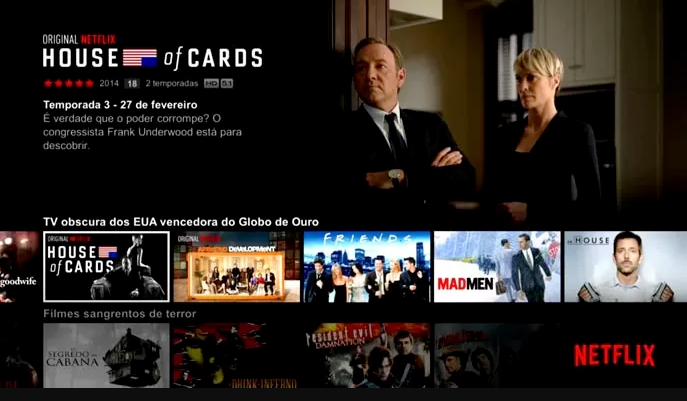 ORIGINAL NETFLIX
HOUSE of CARDS
2014 18 2 temporadas HD 5.1
Temporada 3 - 27 de fevereiro
É verdade que o poder corrompe? O
congressista Frank Underwood está para
descobrir.
TV obscura dos EUA vencedora do Globo de Ouro
goodwife
ORIGINAL NETFLIX
HOUSE
of CARDS
ORIGINAL NETFLIX
ARRESTED DEVELOPMENT
FRIENDS
MADMEN
HOUSE
Filmes sangrentos de terror
O SEGREDO DA
CABANA
resident evil
DAMNATION
NETFLIX